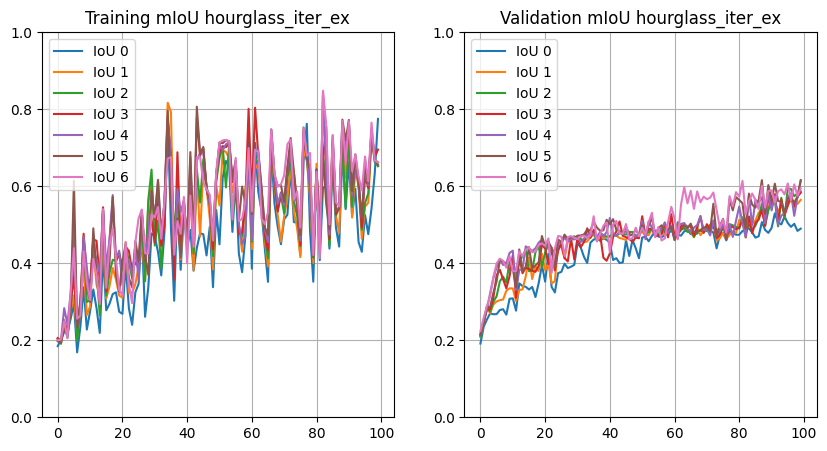 Training mIoU hourglass_iter_ex
1.0
0.8
0.6
0.4
0.2
0.0
0
20
40
60
80
100
IoU 0
IoU 1
IoU 2
IoU 3
IoU 4
IoU 5
IoU 6
Validation mIoU hourglass_iter_ex
1.0
0.8
0.6
0.4
0.2
0.0
0
20
40
60
80
100
IoU 0
IoU 1
IoU 2
IoU 3
IoU 4
IoU 5
IoU 6